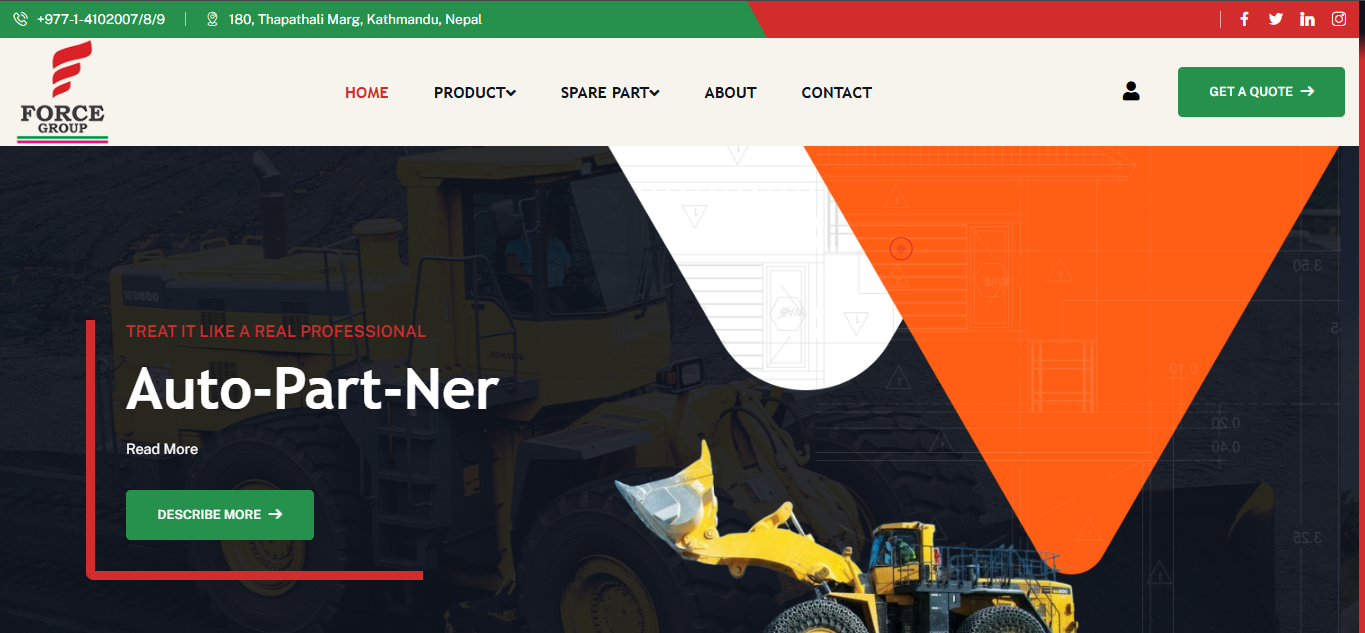 +977-1-4102007/8/9
180, Thapathali Marg, Kathmandu, Nepal
FORCE
GROUP
HOME
PRODUCT
SPARE PART
ABOUT
CONTACT
GET A QUOTE
TREAT IT LIKE A REAL PROFESSIONAL
Auto-Part-Ner
Read More
DESCRIBE MORE